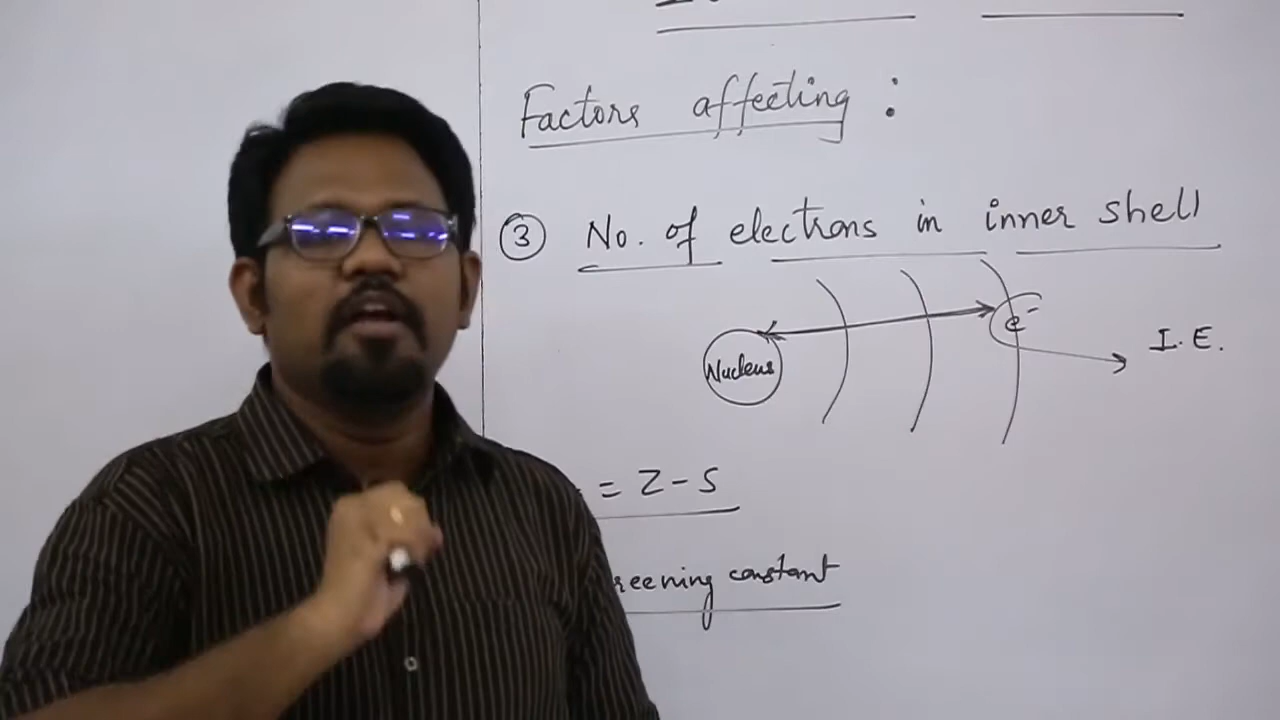 Factors affecting :
③ No. of electrons in inner shell
Nucleus
e⁻
I.E.
= Z - S
reening constant